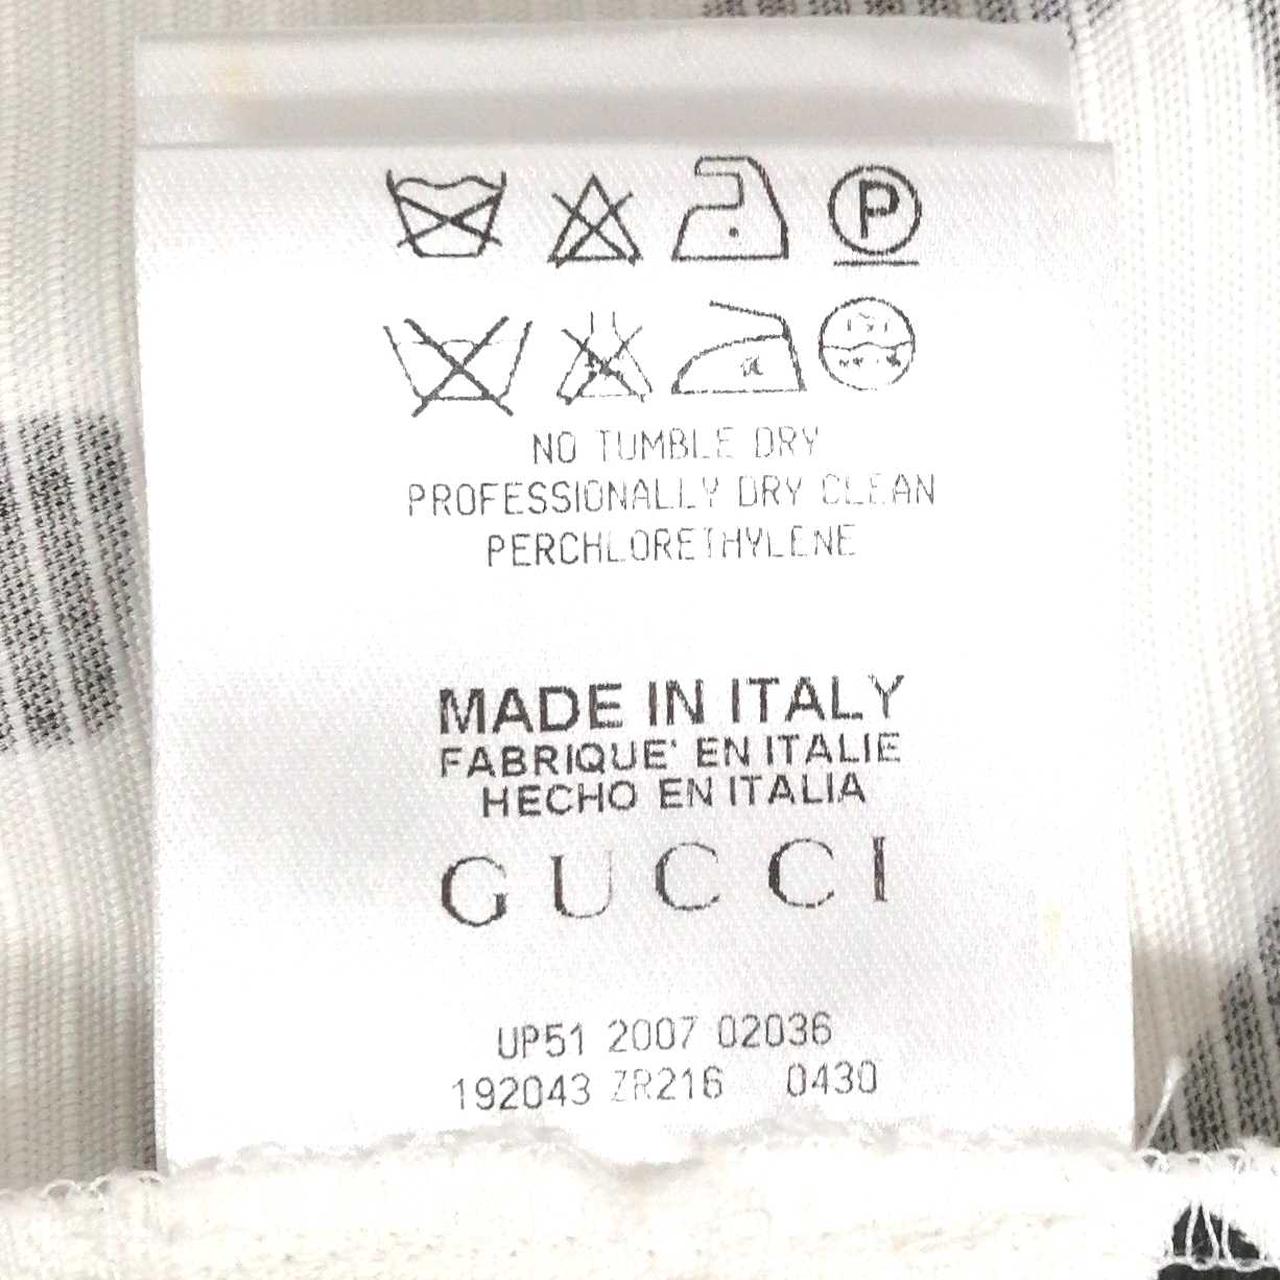 P
NO TUMBLE DRY
PROFESSIONALLY DRY CLEAN
PERCHLORETHYLENE
MADE IN ITALY
FABRIQUE' EN ITALIE
HECHO EN ITALIA
GUCCI
UP51 2007 02036
192043 ZR216 0430